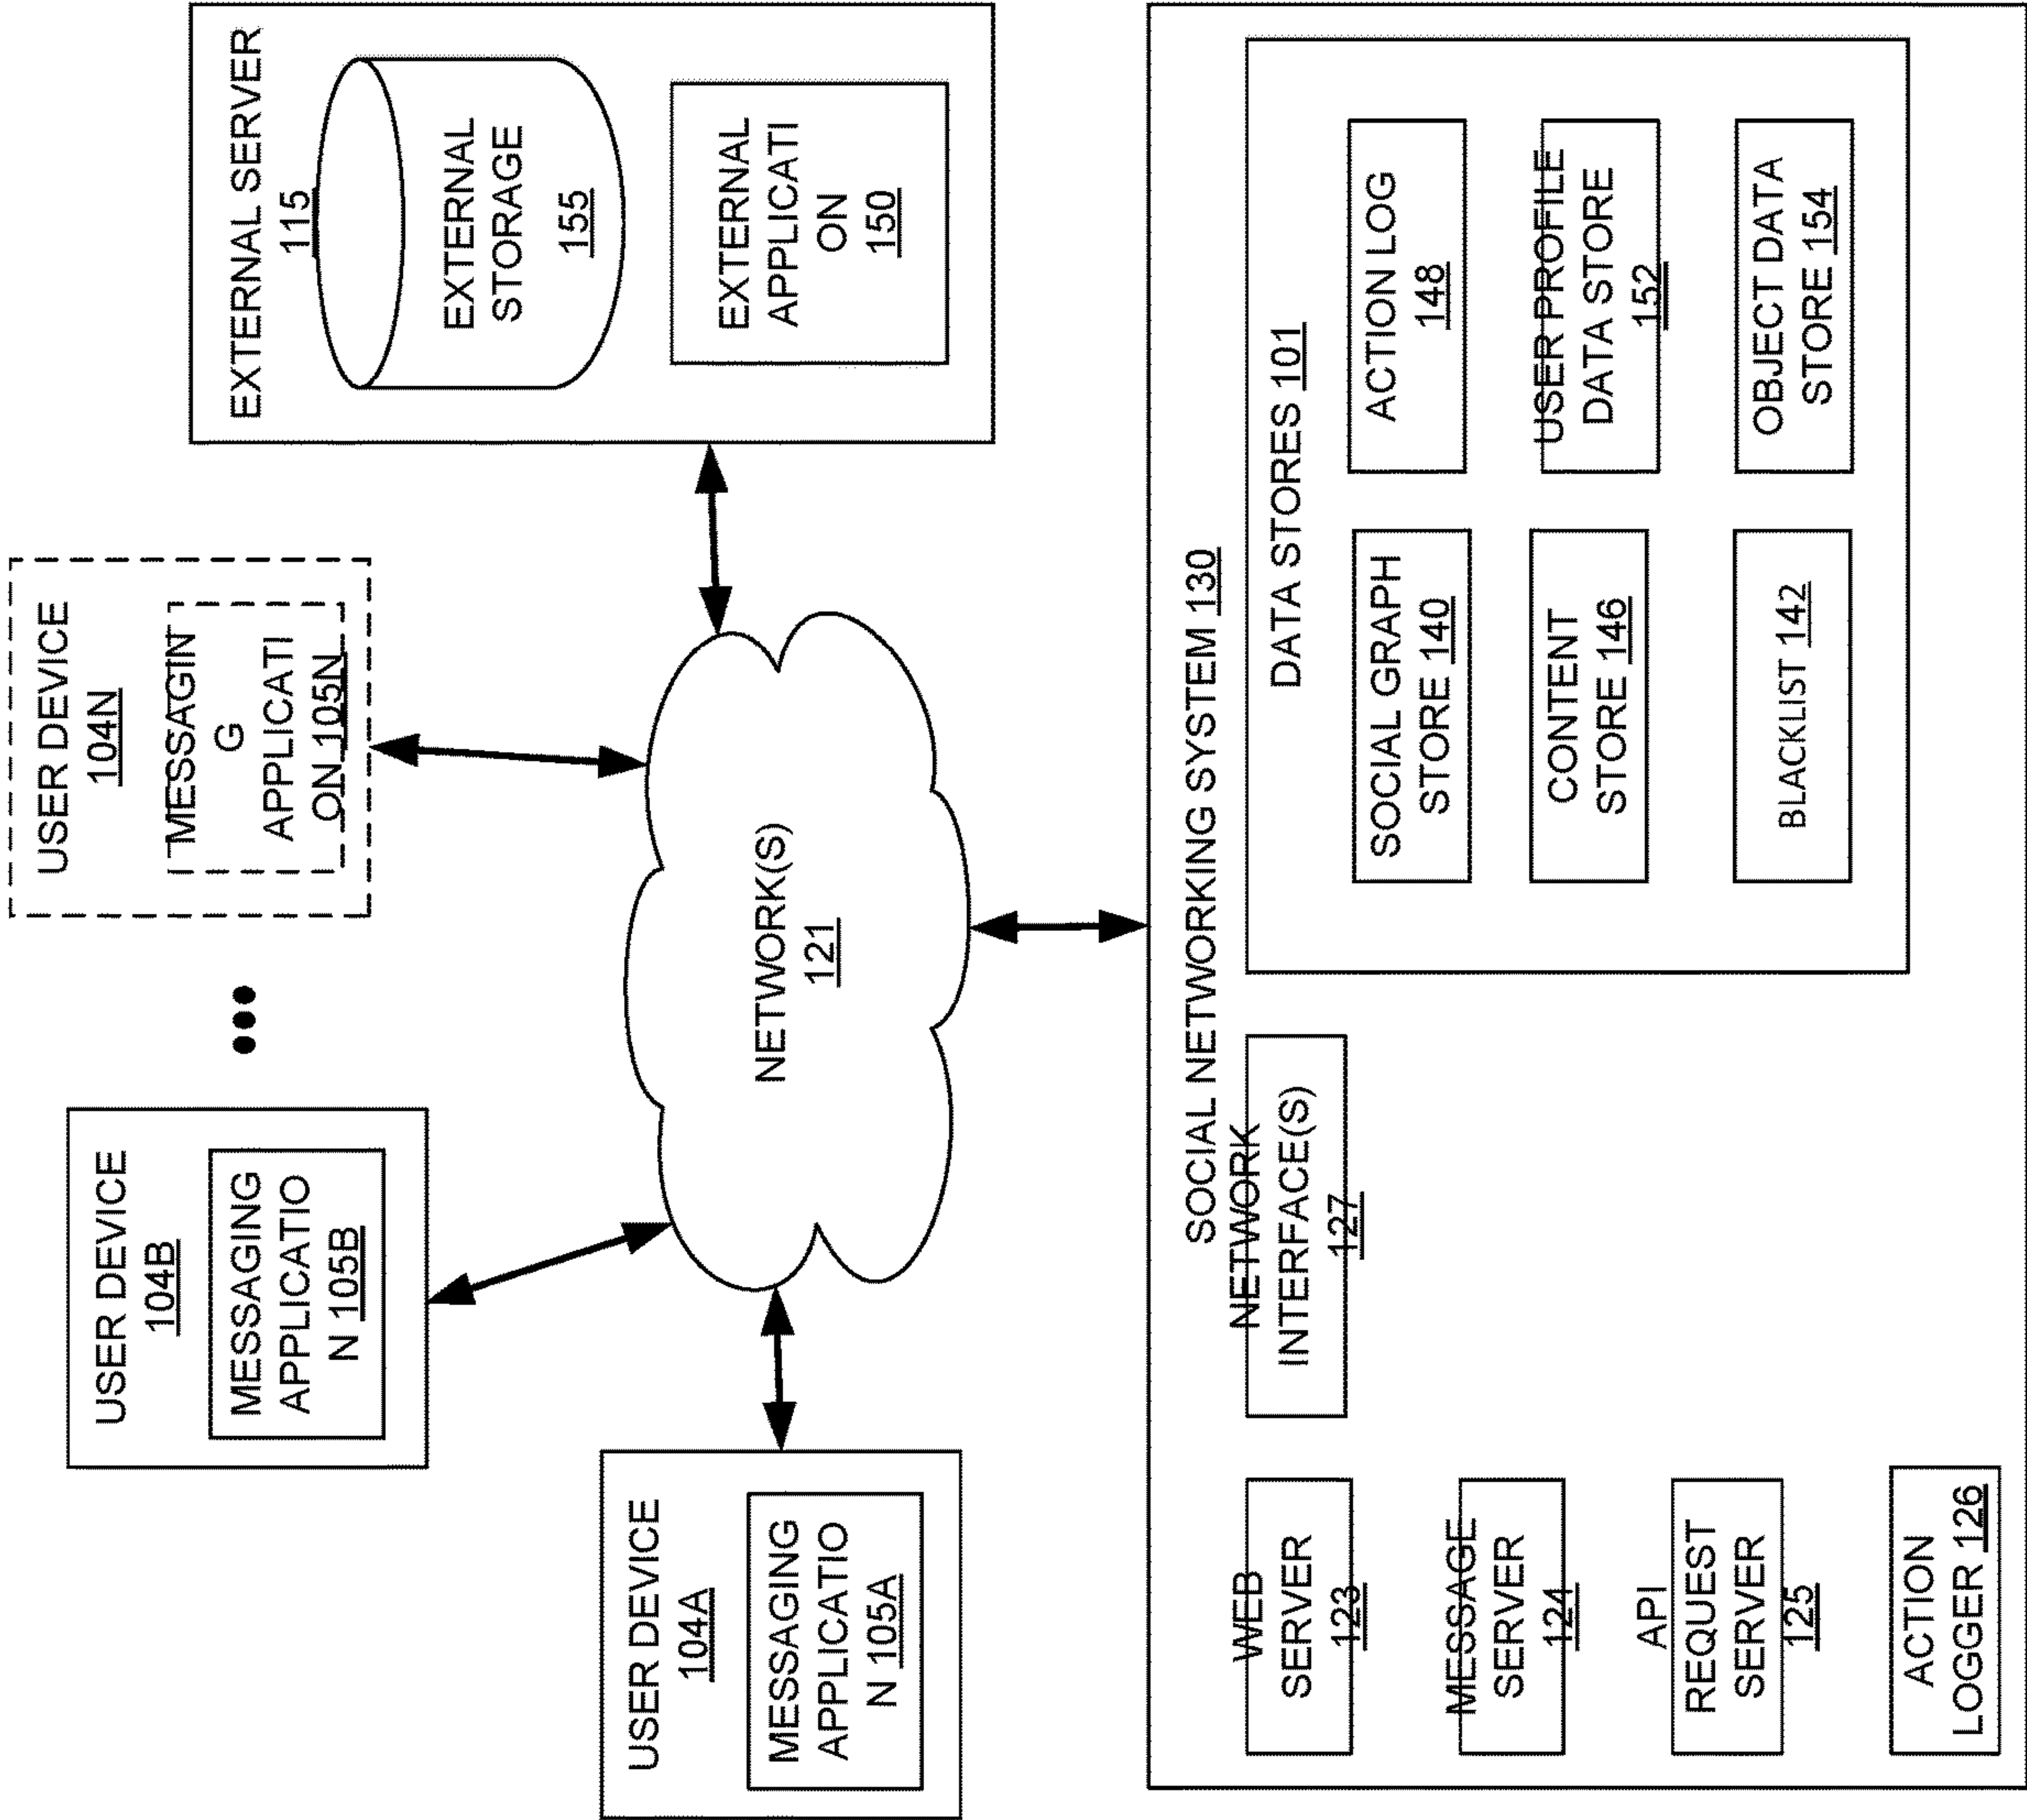 USER DEVICE
104A
MESSAGING
APPLICATIO
N 105A
USER DEVICE
104B
MESSAGING
APPLICATIO
N 105B
USER DEVICE
104N
MESSAGIN
G
APPLICATI
ON 105N
EXTERNAL SERVER
115
EXTERNAL
STORAGE
155
EXTERNAL
APPLICATI
ON
150
NETWORK(S)
121
SOCIAL NETWORKING SYSTEM 130
WEB
SERVER
123
MESSAGE
SERVER
124
API
REQUEST
SERVER
125
ACTION
LOGGER 126
NETWORK
INTERFACE(S)
127
DATA STORES 101
SOCIAL GRAPH
STORE 140
ACTION LOG
148
CONTENT
STORE 146
USER PROFILE
DATA STORE
152
BLACKLIST 142
OBJECT DATA
STORE 154